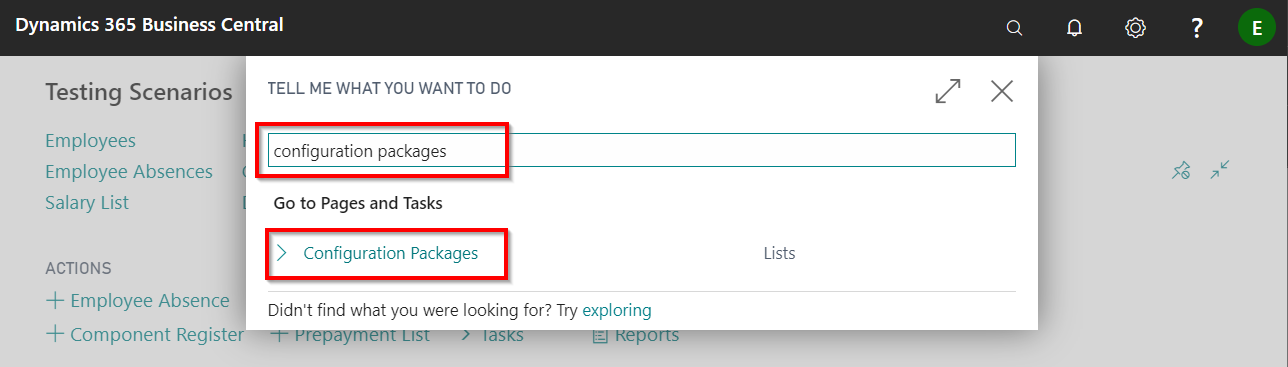 Dynamics 365 Business Central
? E
Testing Scenarios
TELL ME WHAT YOU WANT TO DO
Employees
Employee Absences
Salary List
configuration packages
Go to Pages and Tasks
Configuration Packages Lists
Didn't find what you were looking for? Try exploring
ACTIONS
+ Employee Absence
+ Component Register + Prepayment List > Tasks Reports